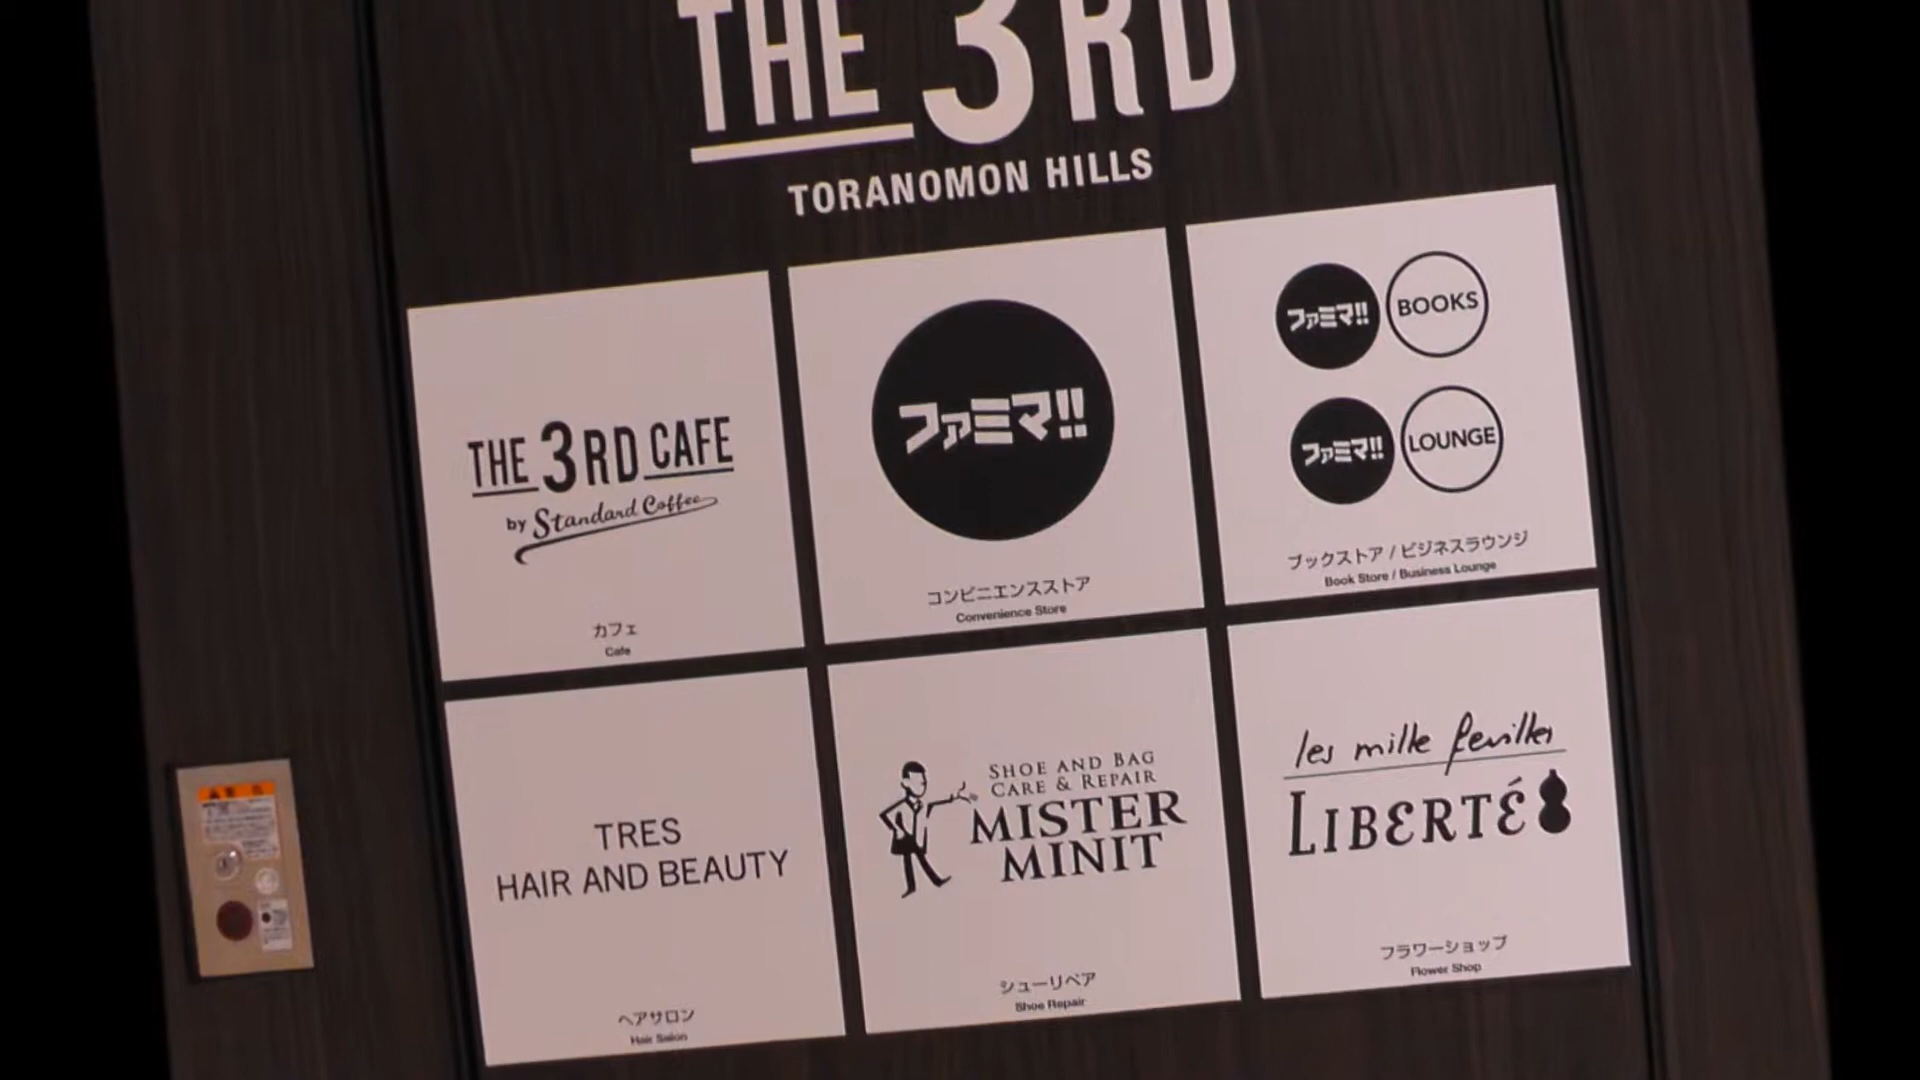 THE 3RD
TORANOMON HILLS
THE 3RD CAFE
by Standard Coffee
カフェ
Cafe
ファミマ!!
コンビニエンスストア
Convenience Store
ファミマ!!
BOOKS
ファミマ!!
LOUNGE
ブックストア / ビジネスラウンジ
Book Store / Business Lounge
TRES
HAIR AND BEAUTY
ヘアサロン
Hair Salon
SHOE AND BAG
CARE & REPAIR
MISTER
MINIT
シューリペア
Shoe Repair
les mille feuilles
LIBERTÉ
フラワーショップ
Flower Shop